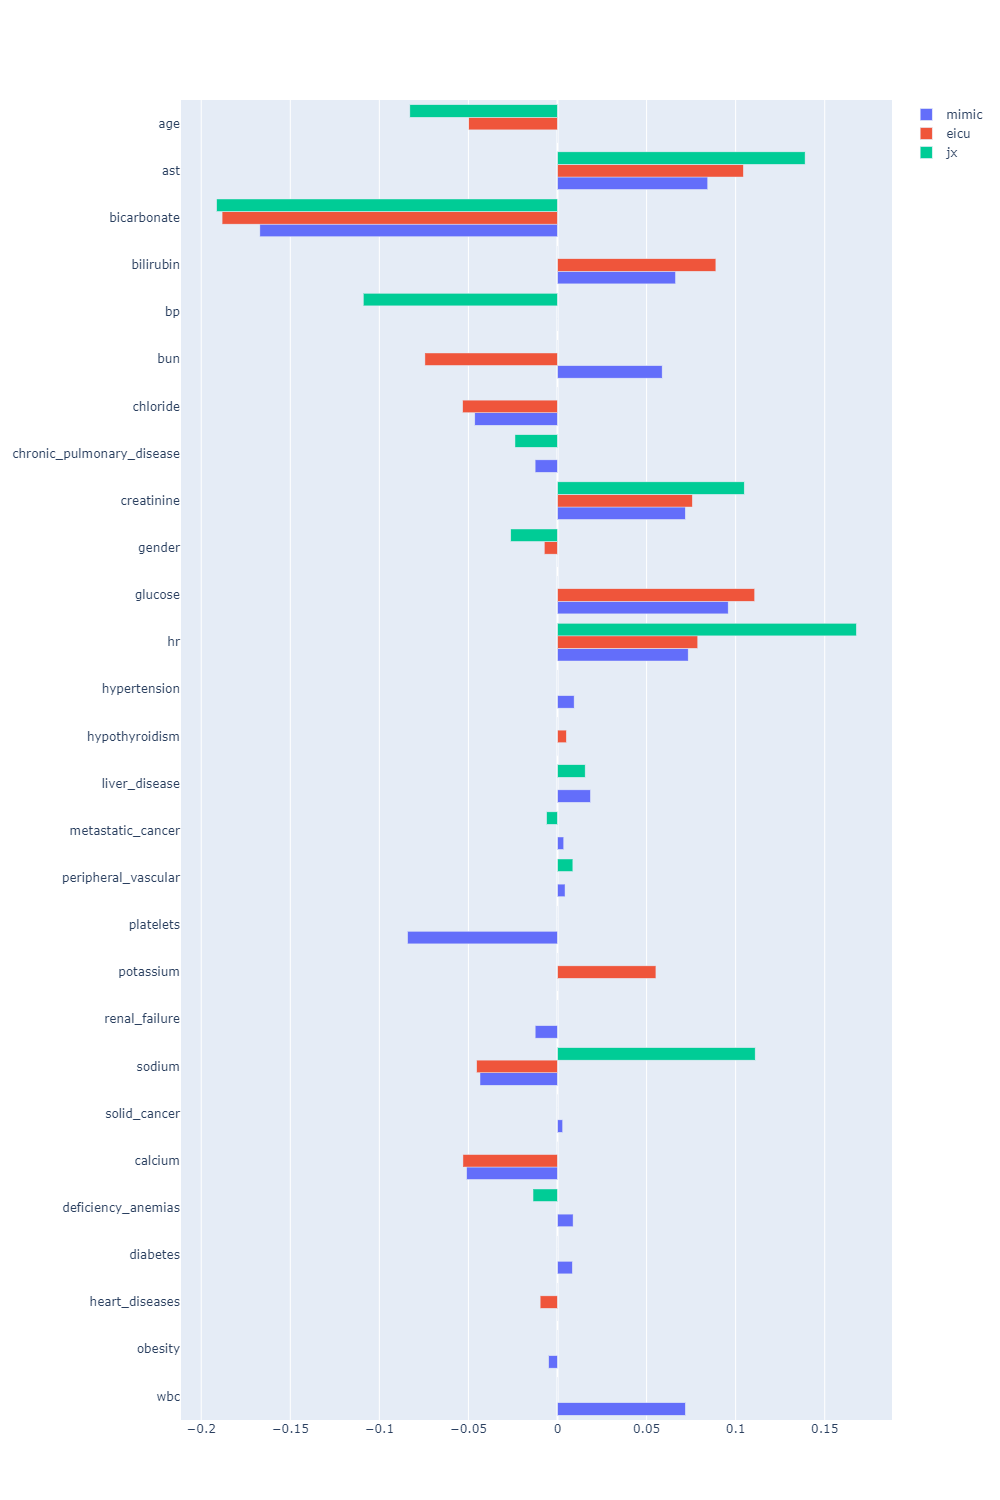 mimic
eicu
jx
age
ast
bicarbonate
bilirubin
bp
bun
chloride
chronic_pulmonary_disease
creatinine
gender
glucose
hr
hypertension
hypothyroidism
liver_disease
metastatic_cancer
peripheral_vascular
platelets
potassium
renal_failure
sodium
solid_cancer
calcium
deficiency_anemias
diabetes
heart_diseases
obesity
wbc
−0.2 −0.15 −0.1 −0.05 0 0.05 0.1 0.15